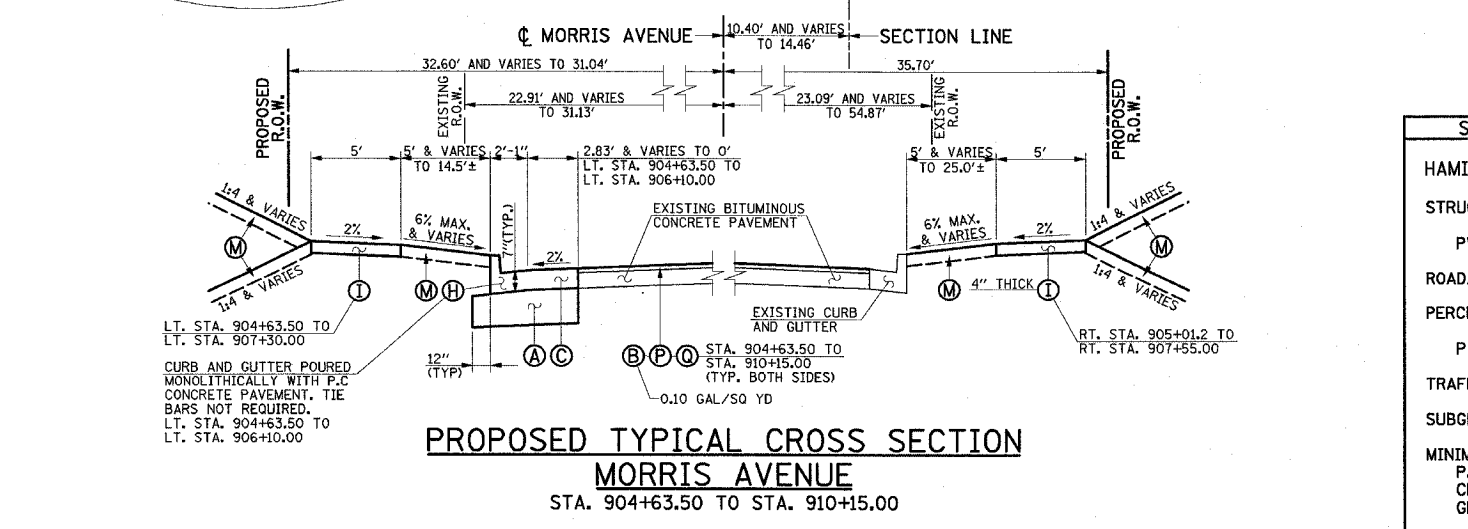 ℄ MORRIS AVENUE
10.40' AND VARIES
TO 14.46'
SECTION LINE
32.60' AND VARIES TO 31.04'
35.70'
PROPOSED
R.O.W.
EXISTING
R.O.W.
22.91' AND VARIES
TO 31.13'
23.09' AND VARIES
TO 54.87'
EXISTING
R.O.W.
PROPOSED
R.O.W.
5'
5' & VARIES
TO 14.5'±
2'-1"
2.83' & VARIES TO 0'
LT. STA. 904+63.50 TO
LT. STA. 906+10.00
5' & VARIES
TO 25.0'±
5'
1:4 & VARIES
M
1:4 & VARIES
2%
6% MAX.
& VARIES
7"(TYP.)
2%
EXISTING BITUMINOUS
CONCRETE PAVEMENT
6% MAX.
& VARIES
2%
1:4 & VARIES
M
1:4 & VARIES
I
M
H
M
4" THICK
I
EXISTING CURB
AND GUTTER
LT. STA. 904+63.50 TO
LT. STA. 907+30.00
RT. STA. 905+01.2 TO
RT. STA. 907+55.00
CURB AND GUTTER POURED
MONOLITHICALLY WITH P.C
CONCRETE PAVEMENT. TIE
BARS NOT REQUIRED.
LT. STA. 904+63.50 TO
LT. STA. 906+10.00
12"
(TYP)
A
C
B
P
Q
STA. 904+63.50 TO
STA. 910+15.00
(TYP. BOTH SIDES)
0.10 GAL/SQ YD
PROPOSED TYPICAL CROSS SECTION
MORRIS AVENUE
STA. 904+63.50 TO STA. 910+15.00
S
HAMI
STRU
P
ROAD
PERC
P
TRAF
SUBG
MINIM
P
C
G